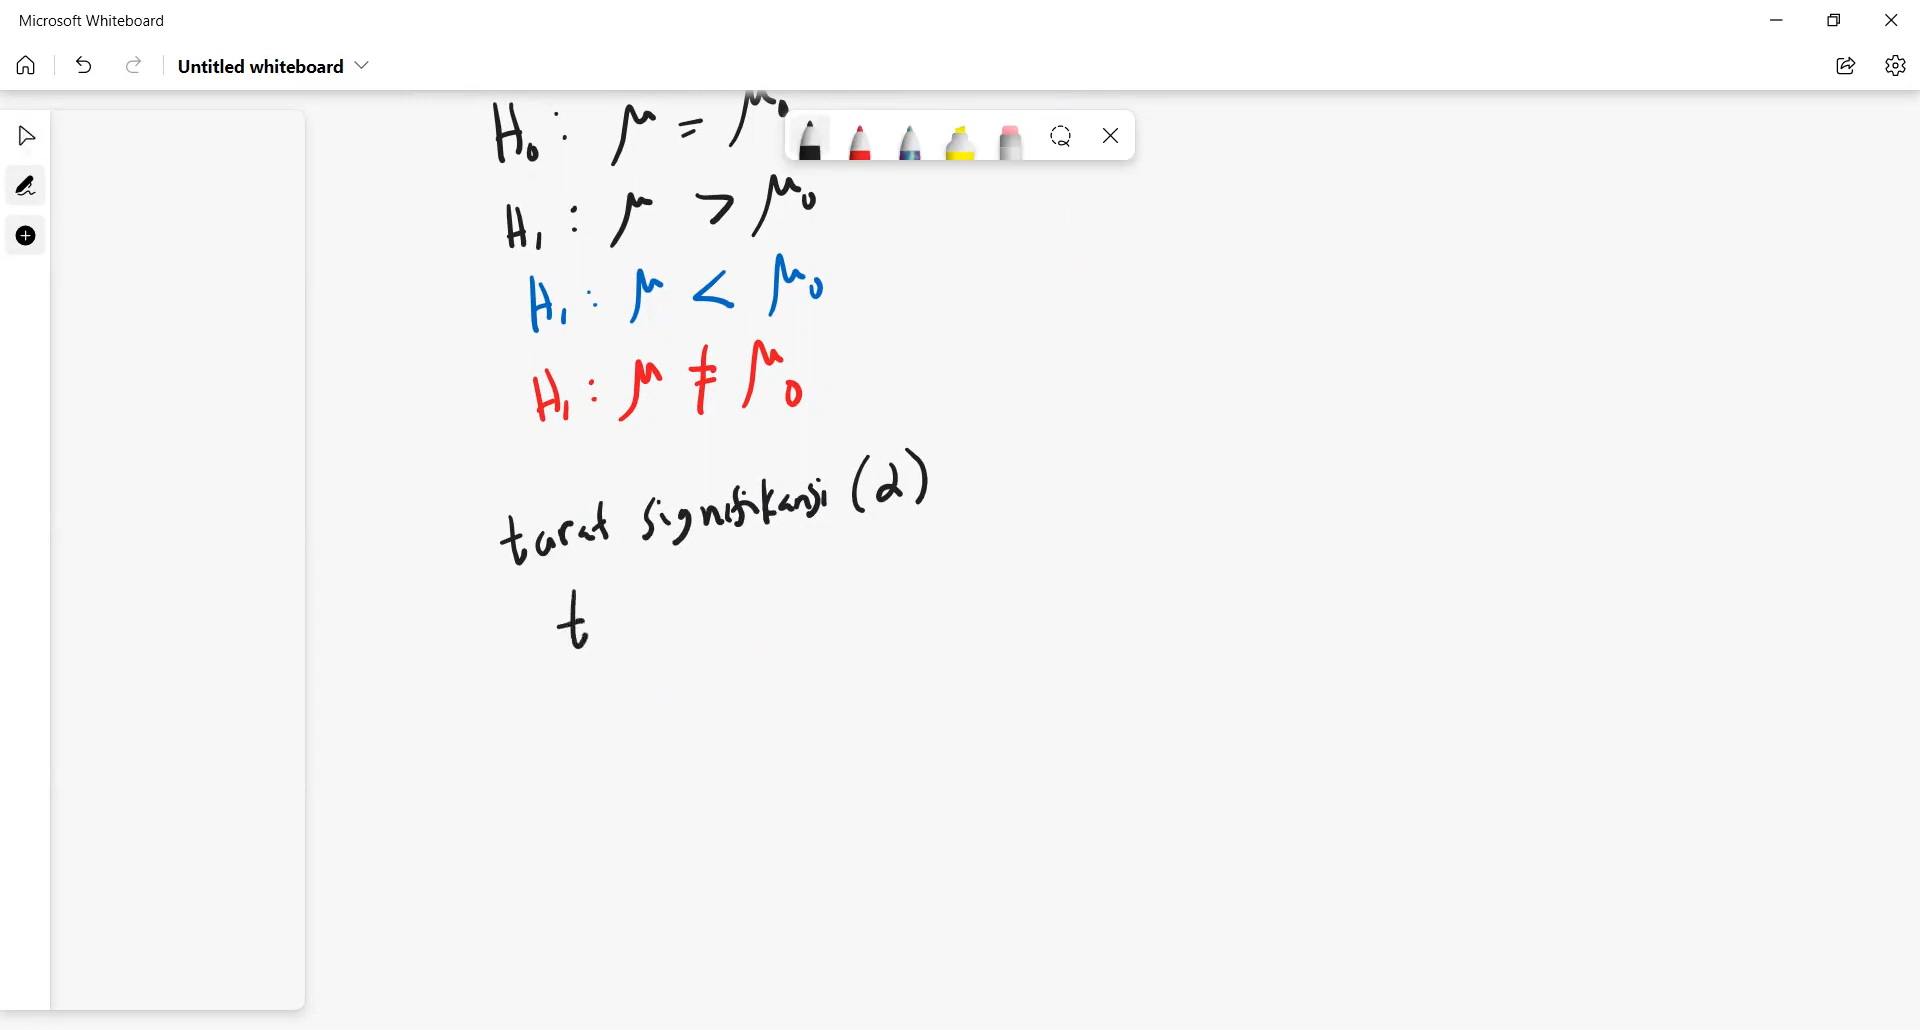 Microsoft Whiteboard
Untitled whiteboard
H₀ : μ = μ₀
H₁ : μ > μ₀
H₁ : μ < μ₀
H₁ : μ ≠ μ₀
taraf signifikansi (α)
t